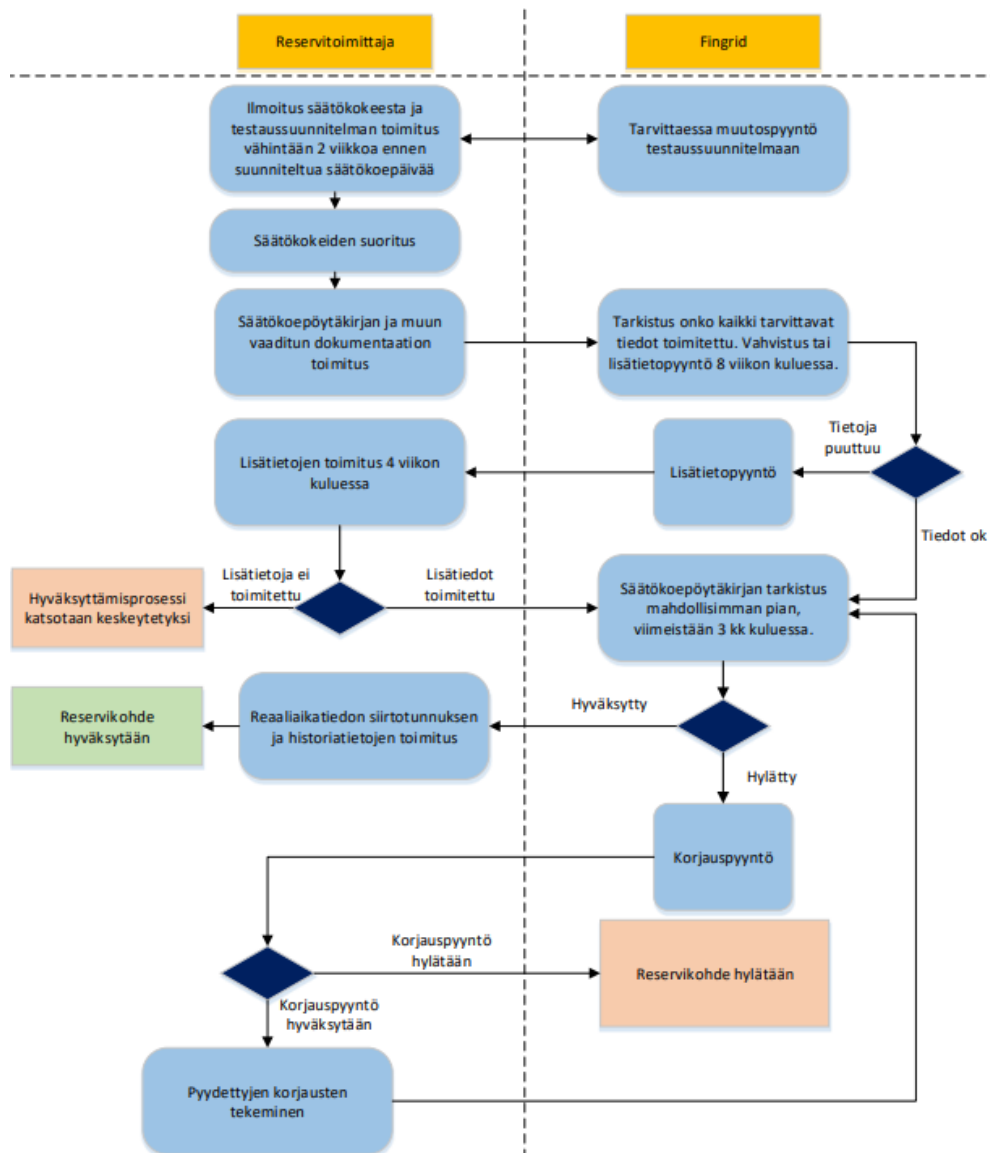 Reservitoimittaja
Fingrid
Ilmoitus säätökokeesta ja
testaussuunnitelman toimitus
vähintään 2 viikkoa ennen
suunniteltua säätökoepäivää
Tarvittaessa muutospyyntö
testaussuunnitelmaan
Säätökokeiden suoritus
Säätökoepöytäkirjan ja muun
vaaditun dokumentaation
toimitus
Tarkistus onko kaikki tarvittavat
tiedot toimitettu. Vahvistus tai
lisätietopyyntö 8 viikon kuluessa.
Tietoja
puuttuu
Lisätietopyyntö
Lisätietojen toimitus 4 viikon
kuluessa
Tiedot ok
Lisätietoja ei
toimitettu
Lisätiedot
toimitettu
Hyväksyttämisprosessi
katsotaan keskeytetyksi
Säätökoepöytäkirjan tarkistus
mahdollisimman pian,
viimeistään 3 kk kuluessa.
Hyväksytty
Reaaliaikatiedon siirtotunnuksen
ja historiatietojen toimitus
Reservikohde
hyväksytään
Hylätty
Korjauspyyntö
Korjauspyyntö
hylätään
Reservikohde hylätään
Korjauspyyntö
hyväksytään
Pyydettyjen korjausten
tekeminen